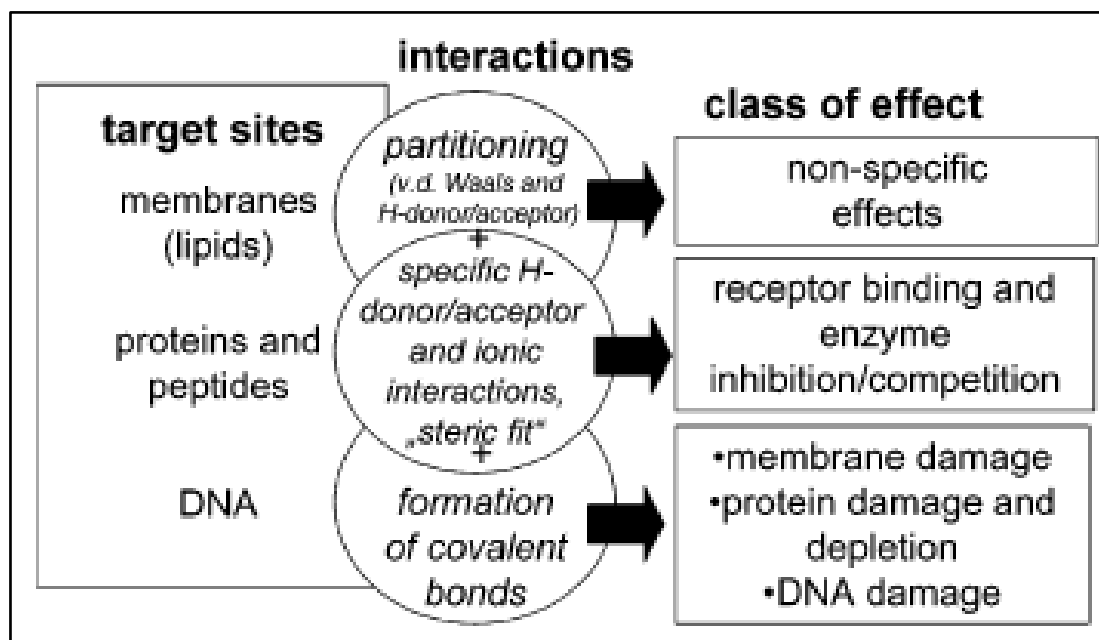 interactions
target sites
membranes
(lipids)
proteins and
peptides
DNA
partitioning
(v.d. Waals and
H-donor/acceptor)
+
specific H-
donor/acceptor
and ionic
interactions,
„steric fit“
+
formation
of covalent
bonds
class of effect
non-specific
effects
receptor binding and
enzyme
inhibition/competition
•membrane damage
•protein damage and
depletion
•DNA damage